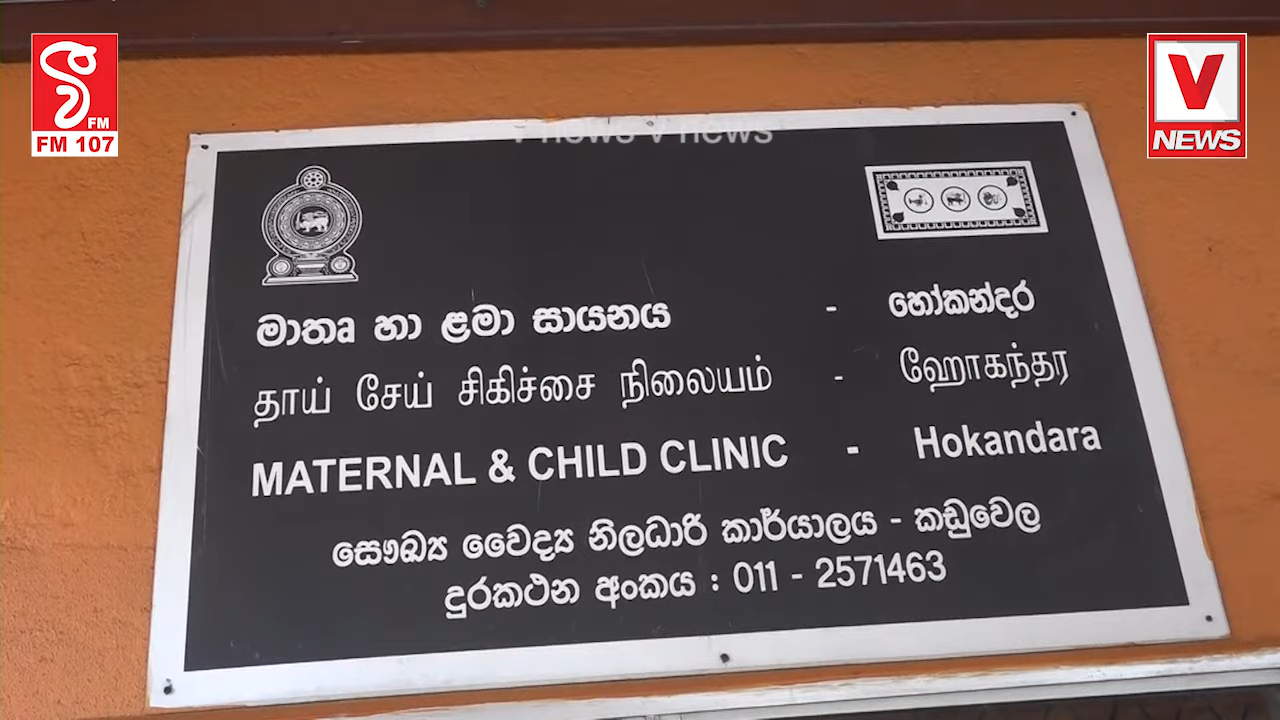 FM
FM 107
V
NEWS
V news V news
මාතෘ හා ළමා සායනය - හෝකන්දර
தாய் சேய் சிகிச்சை நிலையம் - ஹோகந்தர
MATERNAL & CHILD CLINIC - Hokandara
සෞඛ්‍ය වෛද්‍ය නිලධාරි කාර්යාලය - කඩුවෙල
දුරකථන අංකය : 011 - 2571463